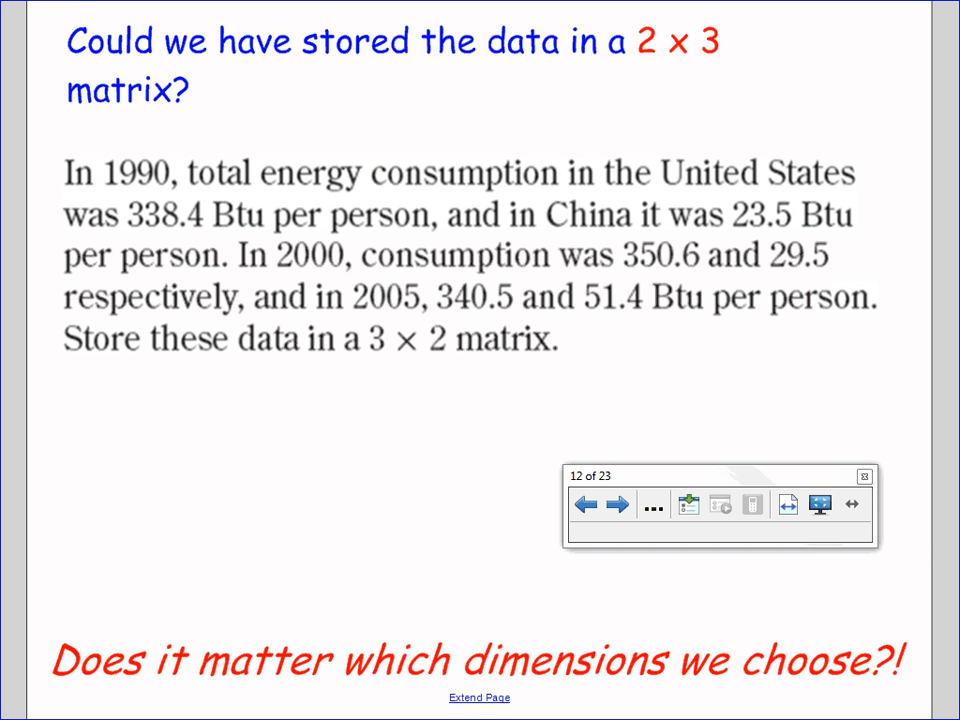 Could we have stored the data in a 2 x 3
matrix?
In 1990, total energy consumption in the United States
was 338.4 Btu per person, and in China it was 23.5 Btu
per person. In 2000, consumption was 350.6 and 29.5
respectively, and in 2005, 340.5 and 51.4 Btu per person.
Store these data in a 3 × 2 matrix.
12 of 23
Does it matter which dimensions we choose?!
Extend Page